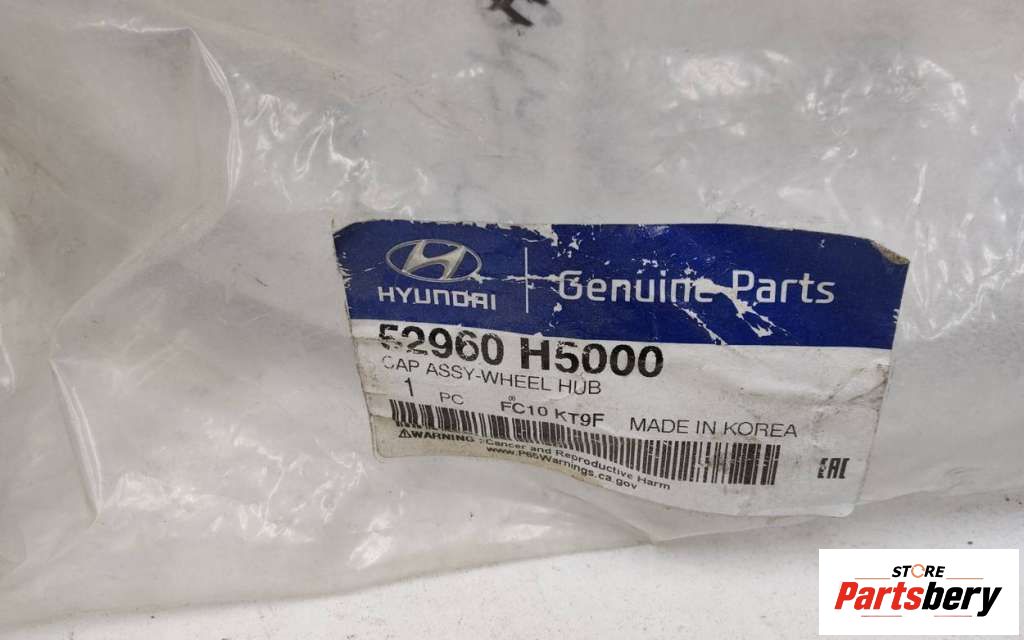 HYUNDAI
Genuine Parts
52960 H5000
CAP ASSY-WHEEL HUB
1 PC 06 FC10 KT9F MADE IN KOREA
WARNING : Cancer and Reproductive Harm
www.P65Warnings.ca.gov
EAC
STORE
Partsbery